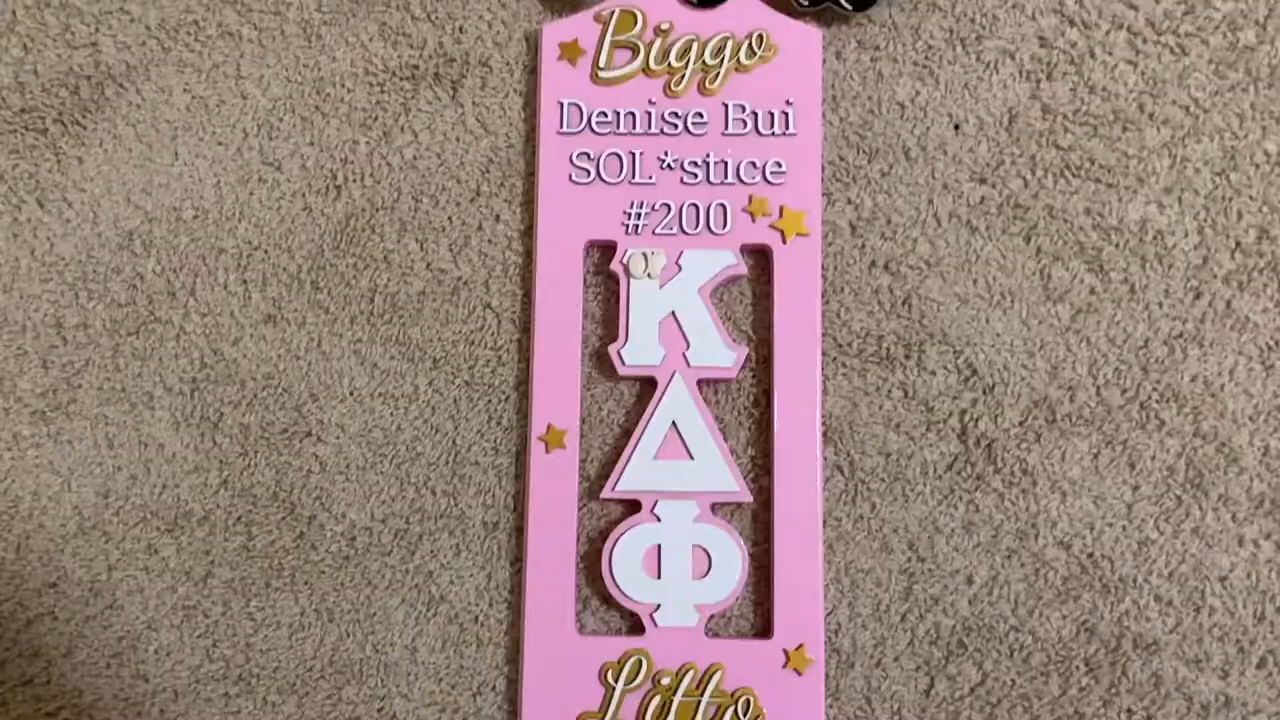 Biggo
Denise Bui
SOL*stice
#200
Κ
Δ
Φ
Litto